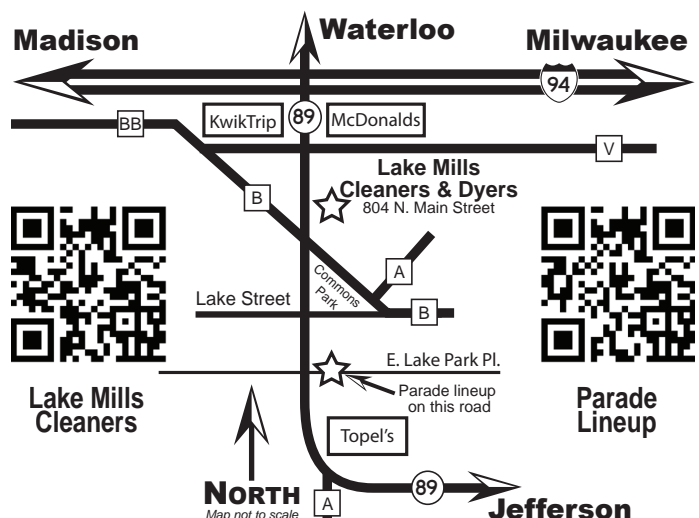 Waterloo
Madison
Milwaukee
94
KwikTrip
89
McDonalds
BB
V
Lake Mills
Cleaners & Dyers
804 N. Main Street
B
A
Commons
Park
Lake Street
B
E. Lake Park Pl.
Parade lineup
on this road
Lake Mills
Cleaners
Parade
Lineup
Topel's
NORTH
Map not to scale
A
89
Jefferson